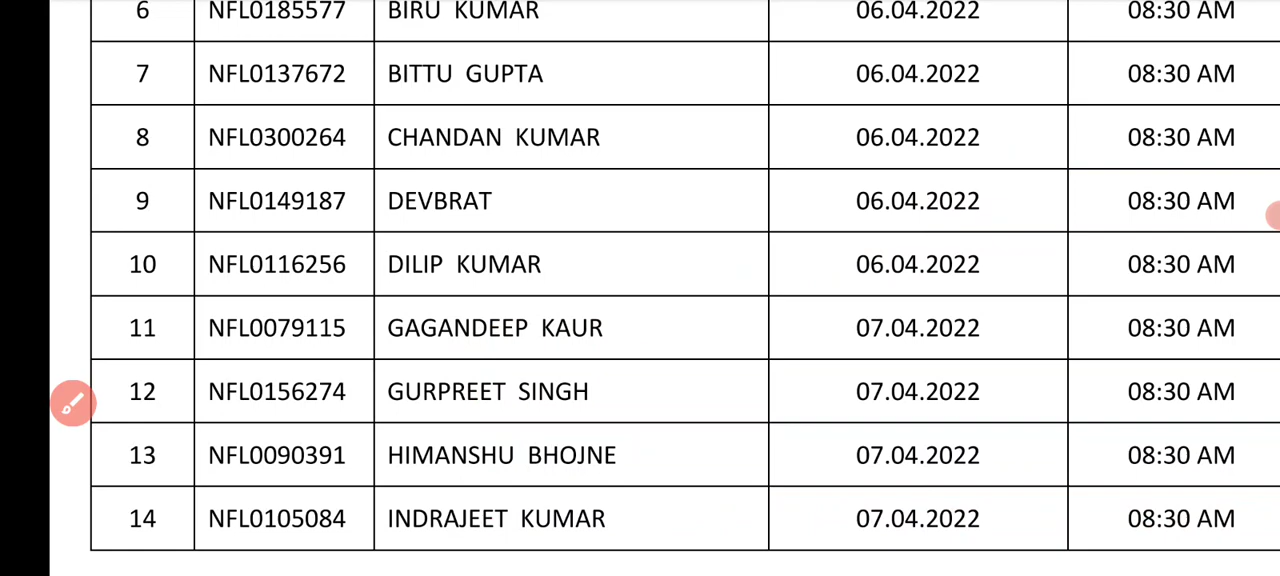 6 NFL0185577 BIRU KUMAR 06.04.2022 08:30 AM
7 NFL0137672 BITTU GUPTA 06.04.2022 08:30 AM
8 NFL0300264 CHANDAN KUMAR 06.04.2022 08:30 AM
9 NFL0149187 DEVBRAT 06.04.2022 08:30 AM
10 NFL0116256 DILIP KUMAR 06.04.2022 08:30 AM
11 NFL0079115 GAGANDEEP KAUR 07.04.2022 08:30 AM
12 NFL0156274 GURPREET SINGH 07.04.2022 08:30 AM
13 NFL0090391 HIMANSHU BHOJNE 07.04.2022 08:30 AM
14 NFL0105084 INDRAJEET KUMAR 07.04.2022 08:30 AM